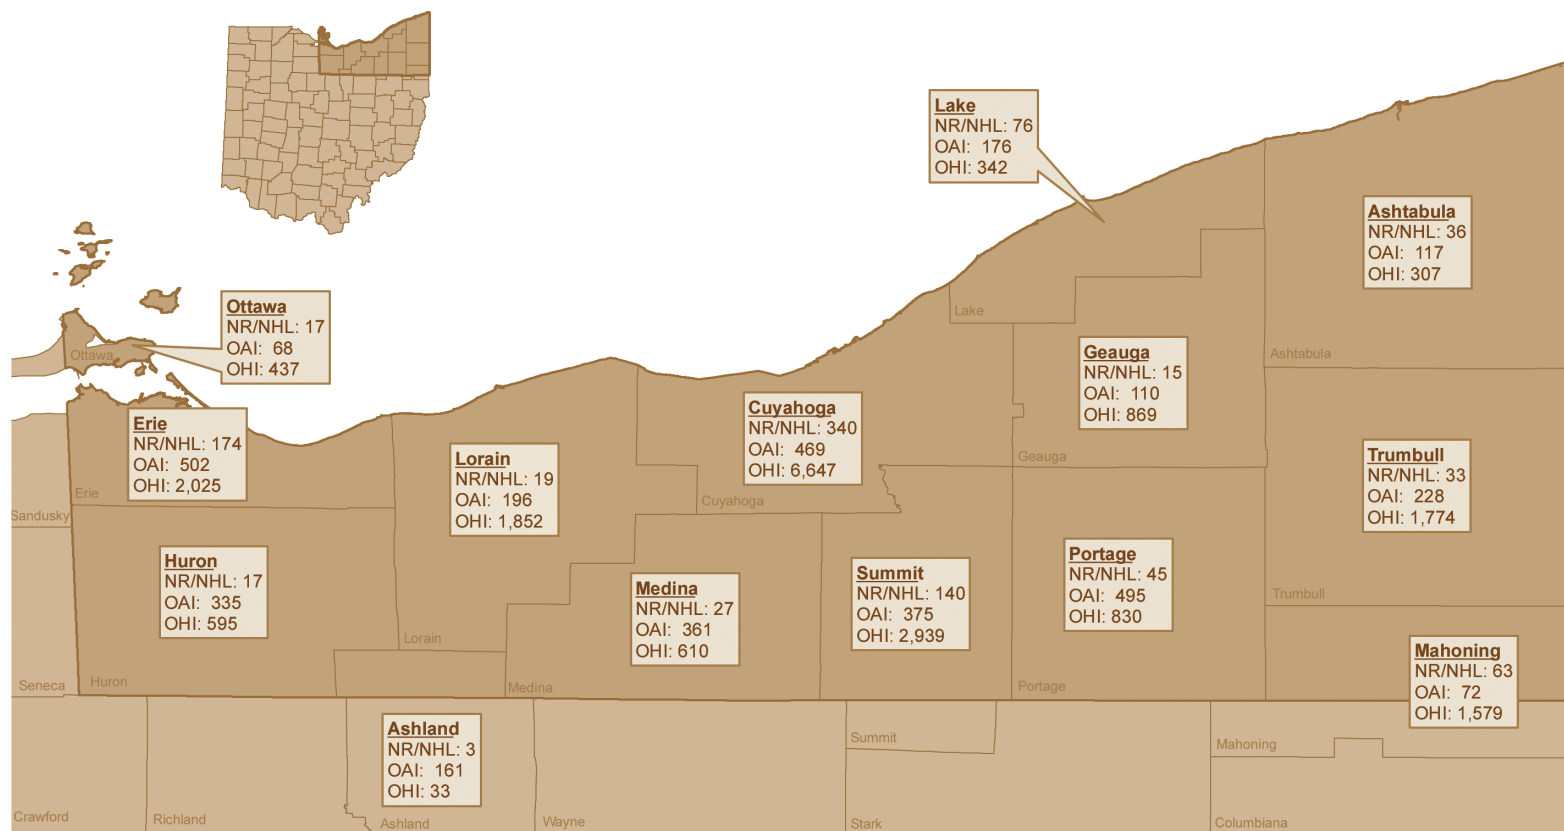 Lake
NR/NHL: 76
OAI: 176
OHI: 342
Ashtabula
NR/NHL: 36
OAI: 117
OHI: 307
Ottawa
NR/NHL: 17
OAI: 68
OHI: 437
Ottawa
Lake
Ashtabula
Geauga
NR/NHL: 15
OAI: 110
OHI: 869
Geauga
Erie
NR/NHL: 174
OAI: 502
OHI: 2,025
Erie
Sandusky
Lorain
NR/NHL: 19
OAI: 196
OHI: 1,852
Cuyahoga
NR/NHL: 340
OAI: 469
OHI: 6,647
Cuyahoga
Trumbull
NR/NHL: 33
OAI: 228
OHI: 1,774
Trumbull
Huron
NR/NHL: 17
OAI: 335
OHI: 595
Huron
Seneca
Lorain
Medina
NR/NHL: 27
OAI: 361
OHI: 610
Medina
Summit
NR/NHL: 140
OAI: 375
OHI: 2,939
Portage
NR/NHL: 45
OAI: 495
OHI: 830
Portage
Mahoning
NR/NHL: 63
OAI: 72
OHI: 1,579
Ashland
NR/NHL: 3
OAI: 161
OHI: 33
Summit
Mahoning
Crawford
Richland
Ashland
Wayne
Stark
Columbiana